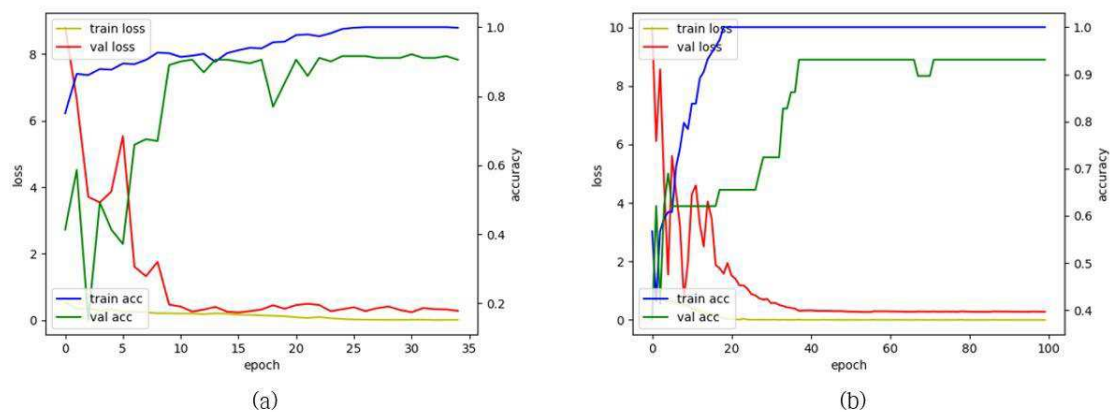 train loss
val loss
train acc
val acc
loss
accuracy
0
2
4
6
8
0.2
0.4
0.6
0.8
1.0
0
5
10
15
20
25
30
35
epoch
(a)
train loss
val loss
train acc
val acc
loss
accuracy
0
2
4
6
8
10
0.4
0.5
0.6
0.7
0.8
0.9
1.0
0
20
40
60
80
100
epoch
(b)